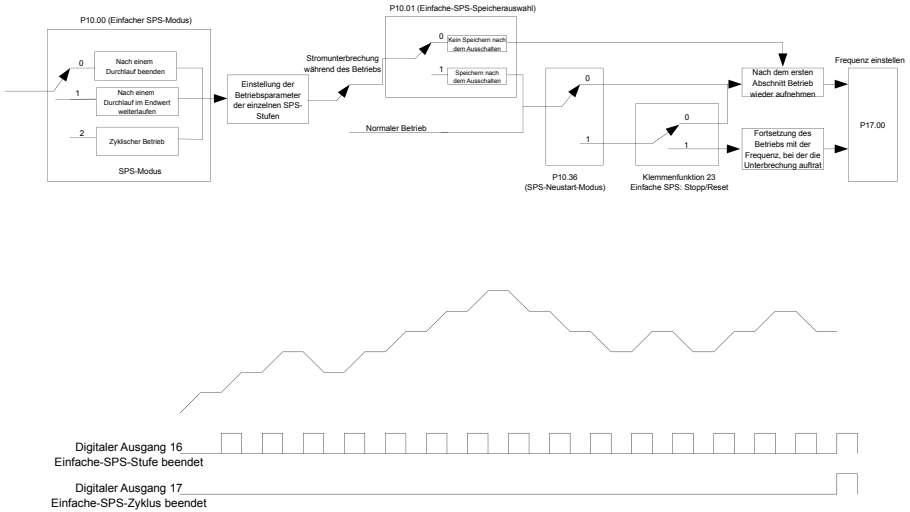 P10.00 (Einfacher SPS-Modus)
0
Nach einem
Durchlauf beenden
1
Nach einem
Durchlauf im Endwert
weiterlaufen
2
Zyklischer Betrieb
SPS-Modus
Einstellung der
Betriebsparameter
der einzelnen SPS-
Stufen
Stromunterbrechung
während des Betriebs
Normaler Betrieb
P10.01 (Einfache-SPS-Speicherauswahl)
0
Kein Speichern nach
dem Ausschalten
1
Speichern nach
dem Ausschalten
0
1
P10.36
(SPS-Neustart-Modus)
0
1
Klemmenfunktion 23
Einfache SPS: Stopp/Reset
Nach dem ersten
Abschnitt Betrieb
wieder aufnehmen
Fortsetzung des
Betriebs mit der
Frequenz, bei der die
Unterbrechung auftrat
Frequenz einstellen
P17.00
Digitaler Ausgang 16
Einfache-SPS-Stufe beendet
Digitaler Ausgang 17
Einfache-SPS-Zyklus beendet